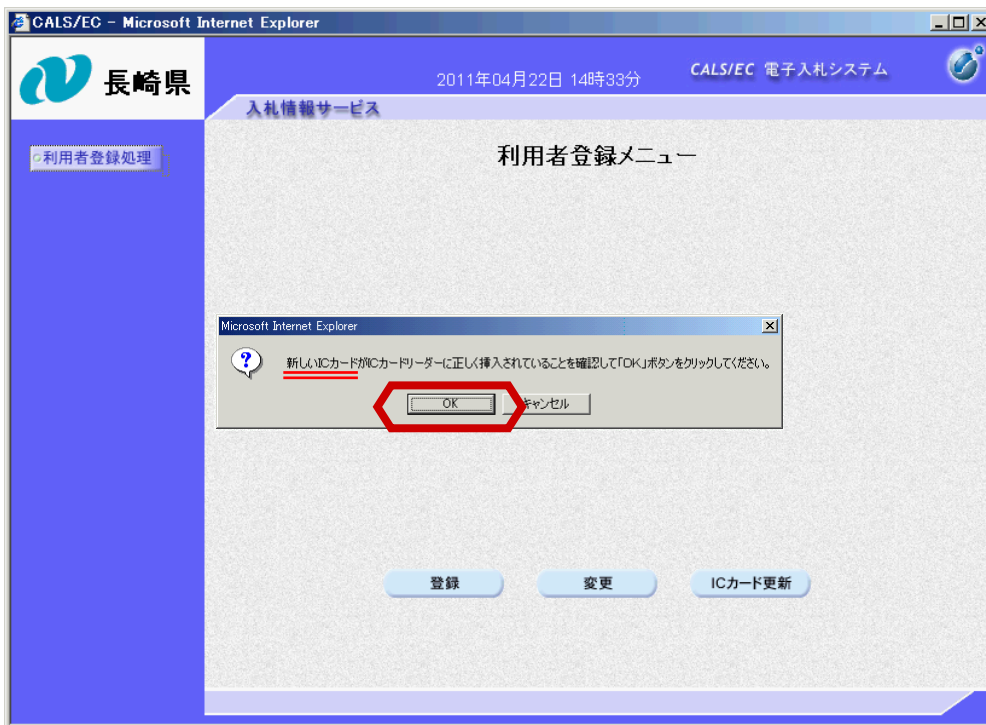 CALS/EC - Microsoft Internet Explorer
長崎県
2011年04月22日 14時33分
CALS/EC 電子入札システム
入札情報サービス
利用者登録処理
利用者登録メニュー
Microsoft Internet Explorer
新しいICカードがICカードリーダーに正しく挿入されていることを確認して「OK」ボタンをクリックしてください。
OK
キャンセル
登録
変更
ICカード更新